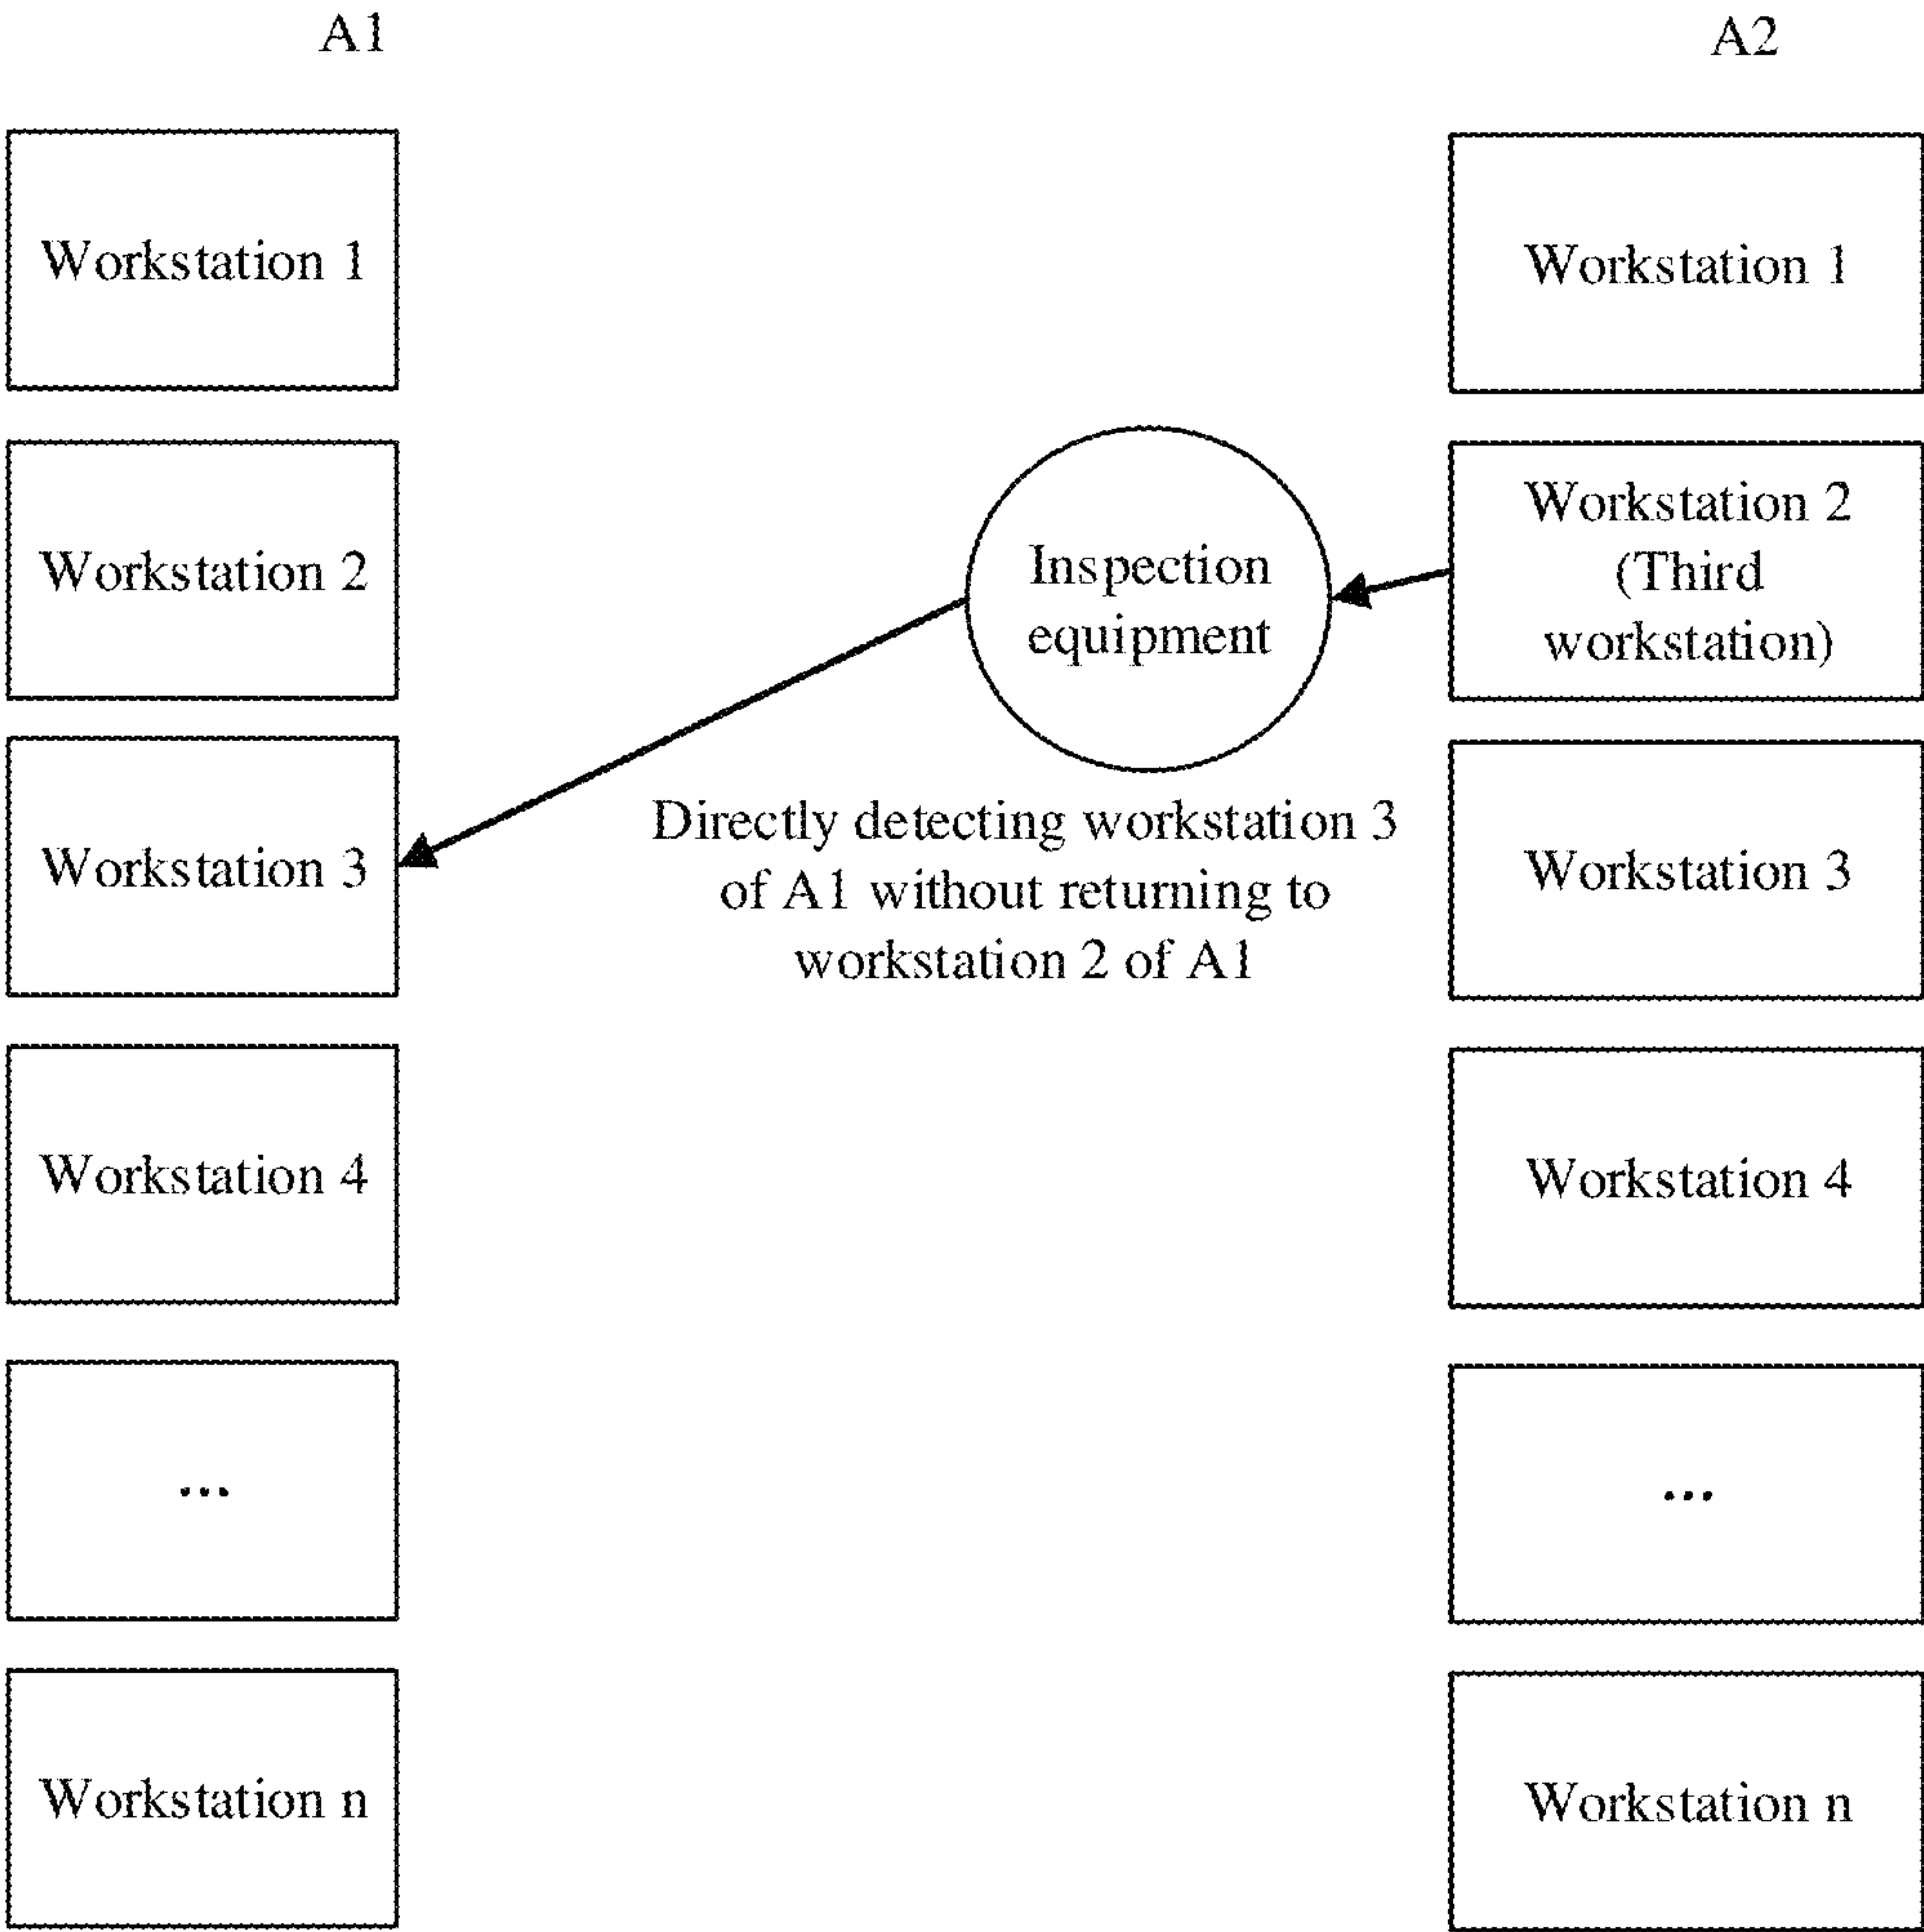 A1
A2
Workstation 1
Workstation 2
Workstation 3
Workstation 4
...
Workstation n
Inspection
equipment
Directly detecting workstation 3
of A1 without returning to
workstation 2 of A1
Workstation 1
Workstation 2
(Third
workstation)
Workstation 3
Workstation 4
...
Workstation n